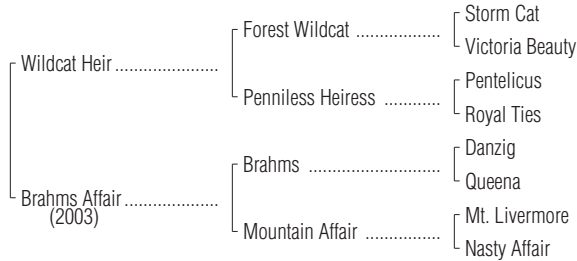 Storm Cat
Forest Wildcat ..................
Victoria Beauty
Wildcat Heir ......................
Pentelicus
Penniless Heiress ............
Royal Ties
Danzig
Brahms ............................
Queena
Brahms Affair ....................
(2003)
Mt. Livermore
Mountain Affair ................
Nasty Affair